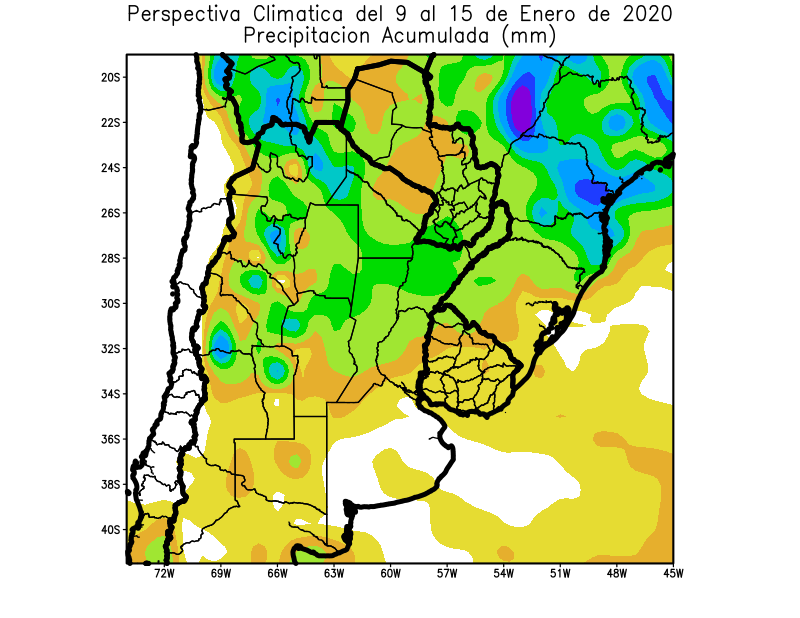 Perspectiva Climatica del 9 al 15 de Enero de 2020
Precipitacion Acumulada (mm)
20S
22S
24S
26S
28S
30S
32S
34S
36S
38S
40S
72W 69W 66W 63W 60W 57W 54W 51W 48W 45W